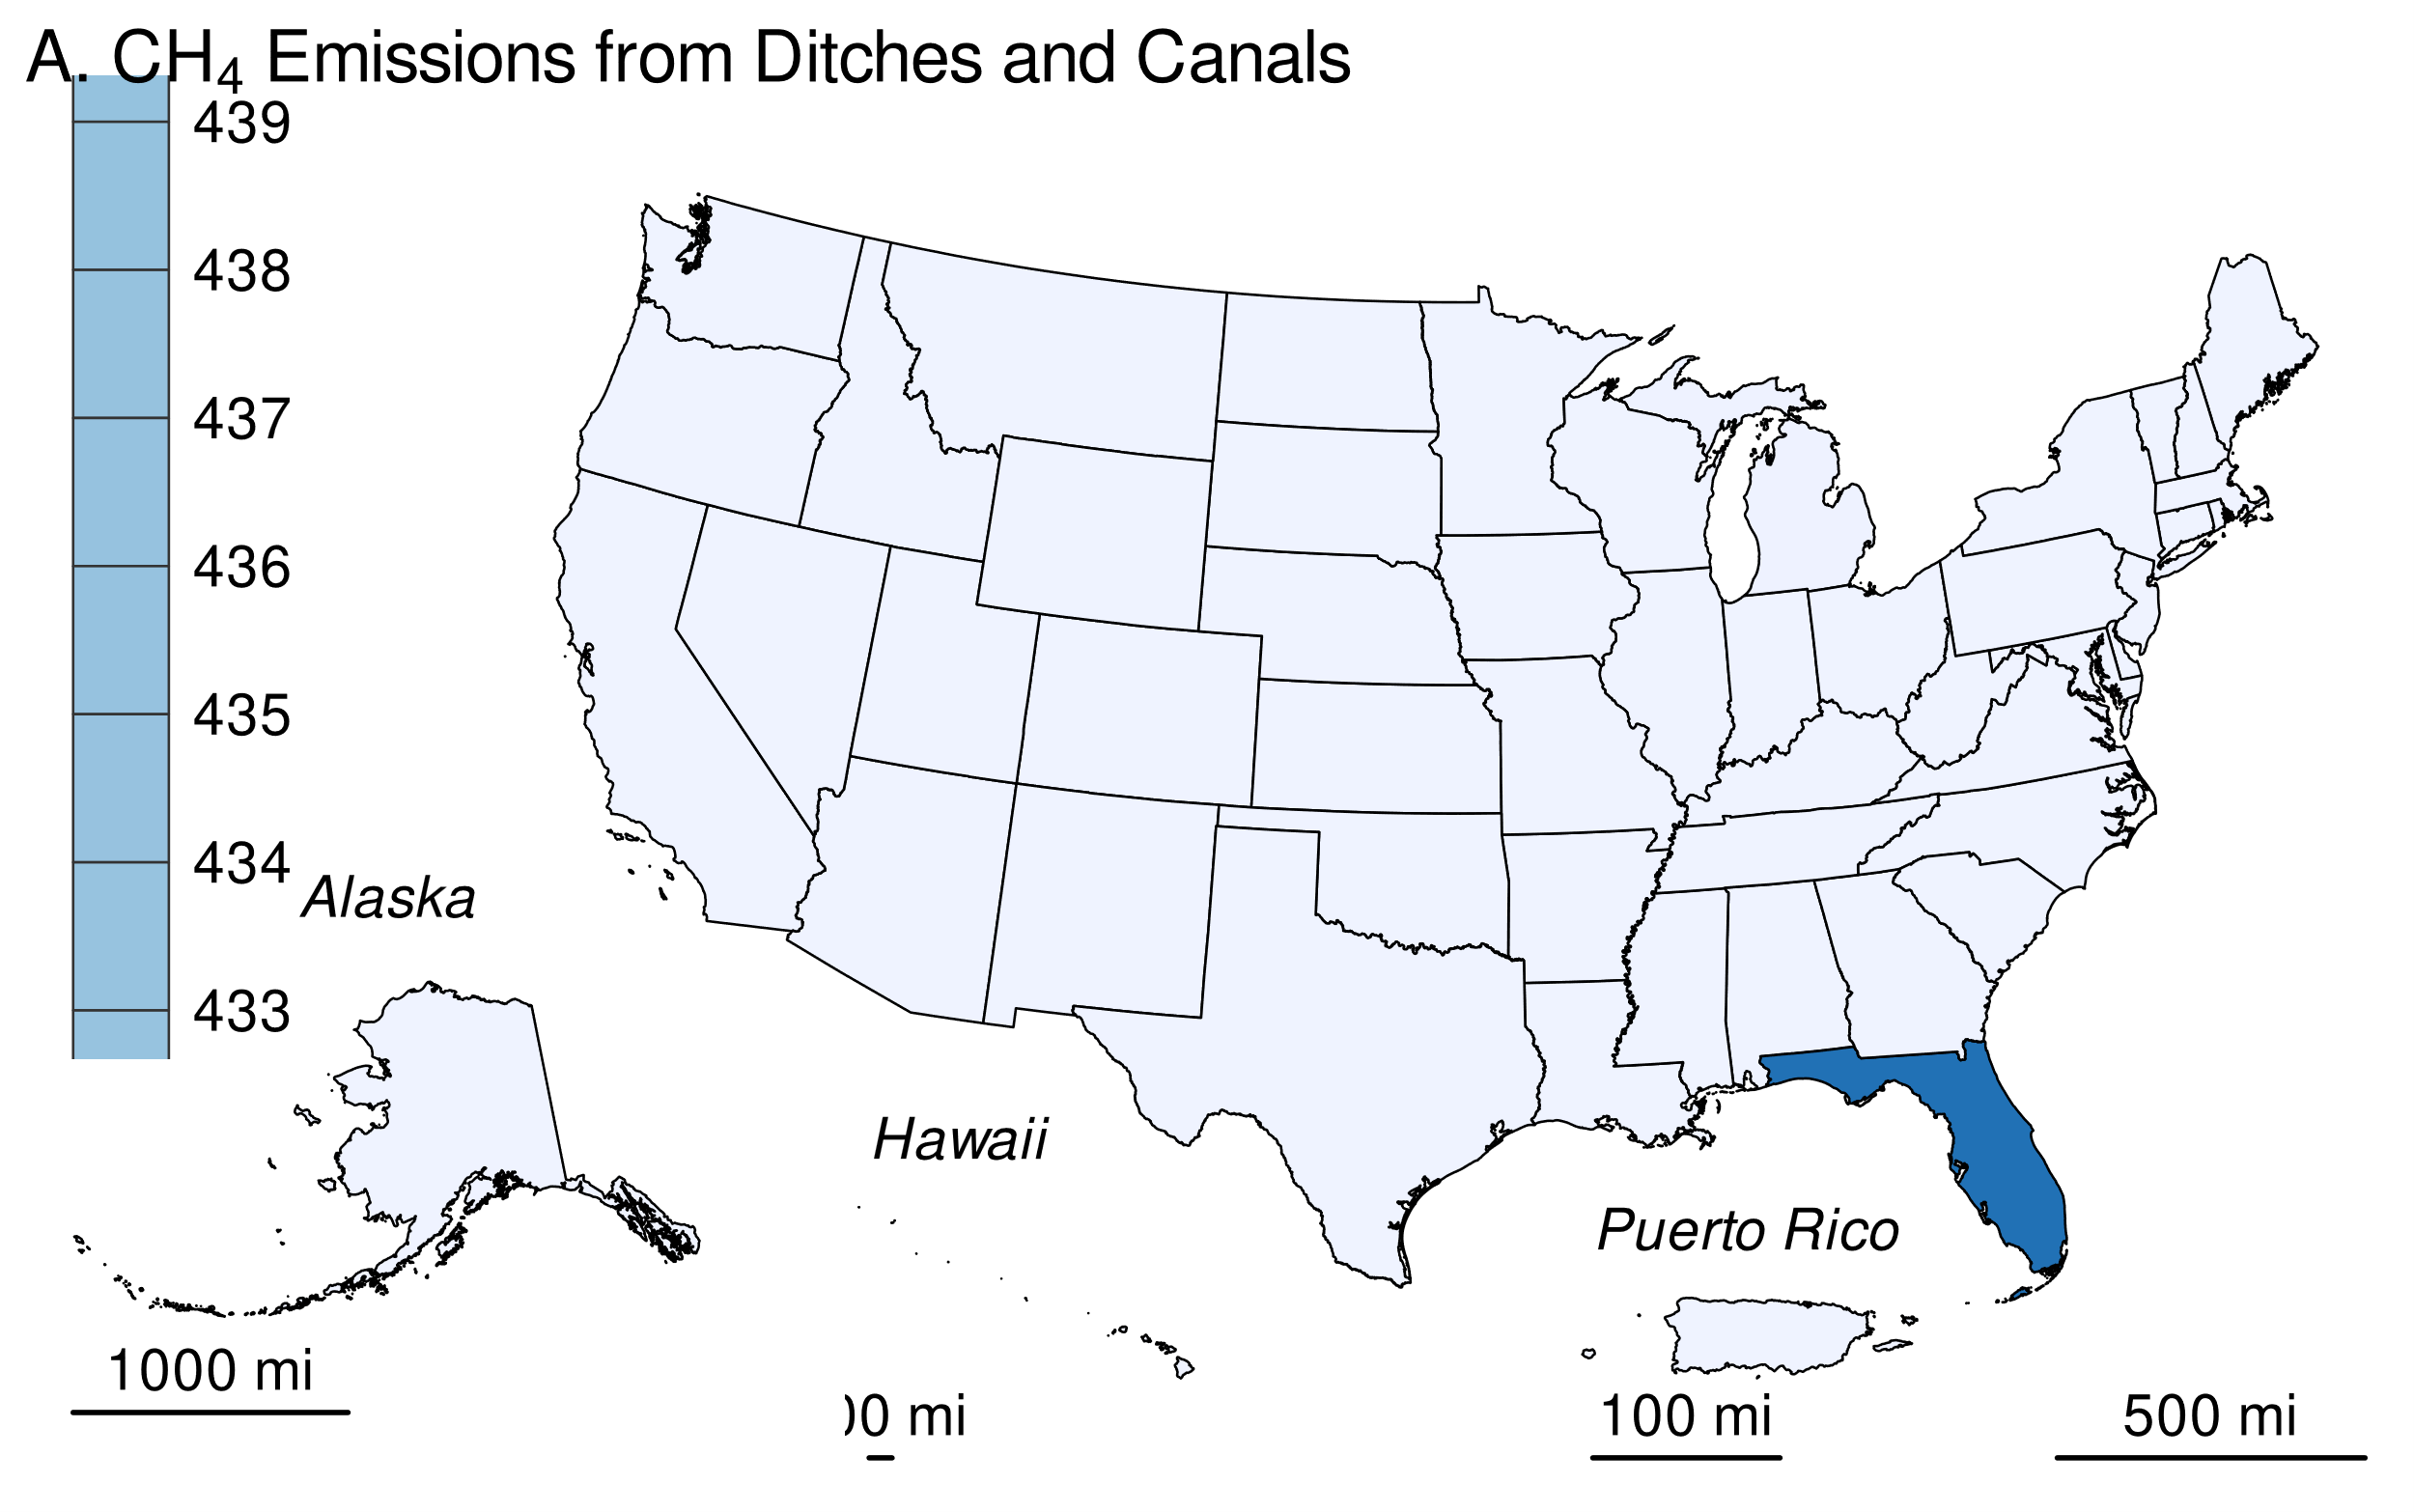 A. CH₄ Emissions from Ditches and Canals
439
438
437
436
435
434
433
Alaska
Hawaii
Puerto Rico
1000 mi
0 mi
100 mi
500 mi